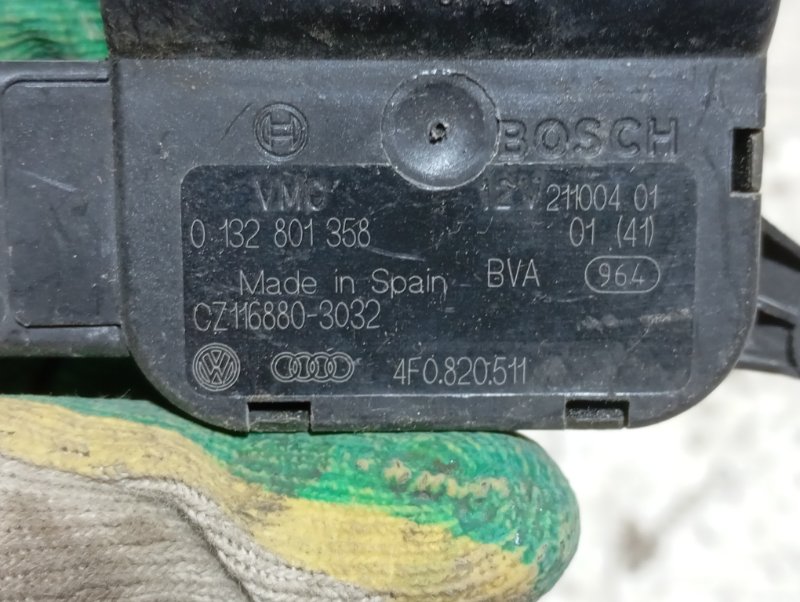 BOSCH
VMC 12V 211004 01
0 132 801 358 01 (41)
Made in Spain BVA 964
CZ116880-3032
4F0.820.511